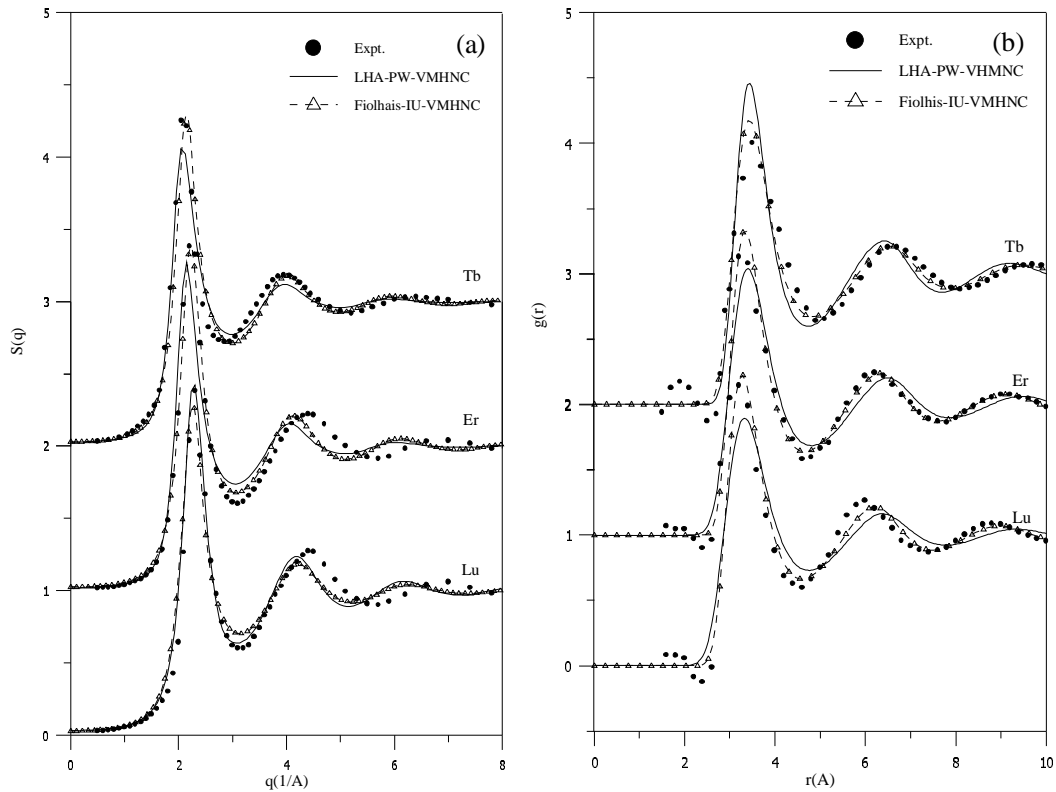 (a)
Expt.
LHA-PW-VMHNC
Fiolhais-IU-VMHNC
5
4
3
2
1
0
S(q)
Tb
Er
Lu
0
2
4
6
8
q(1/A)
(b)
Expt.
LHA-PW-VHMNC
Fiolhis-IU-VMHNC
5
4
3
2
1
0
g(r)
Tb
Er
Lu
0
2
4
6
8
10
r(A)